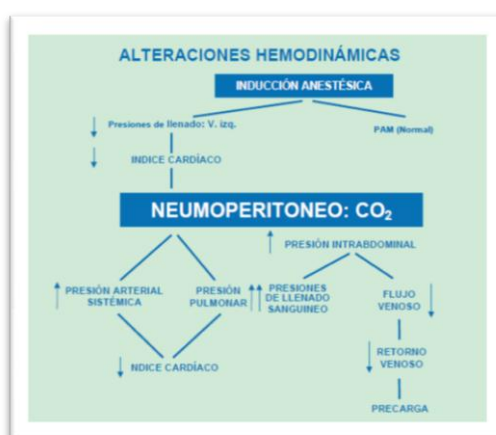 ALTERACIONES HEMODINÁMICAS
INDUCCIÓN ANESTÉSICA
Presiones de llenado: V. izq.
PAM (Normal)
INDICE CARDÍACO
NEUMOPERITONEO: CO₂
PRESIÓN INTRABDOMINAL
PRESIÓN ARTERIAL
SISTÉMICA
PRESIÓN
PULMONAR
PRESIONES
DE LLENADO
SANGUINEO
FLUJO
VENOSO
NDICE CARDÍACO
RETORNO
VENOSO
PRECARGA